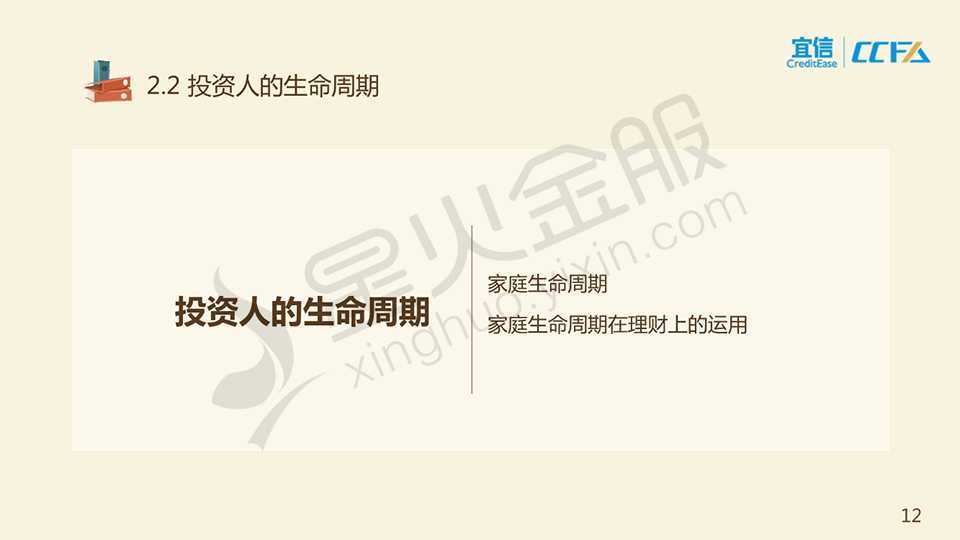 宜信
CreditEase
CCFA
2.2 投资人的生命周期
星火金服
xinghuo.yixin.com
投资人的生命周期
家庭生命周期
家庭生命周期在理财上的运用
12